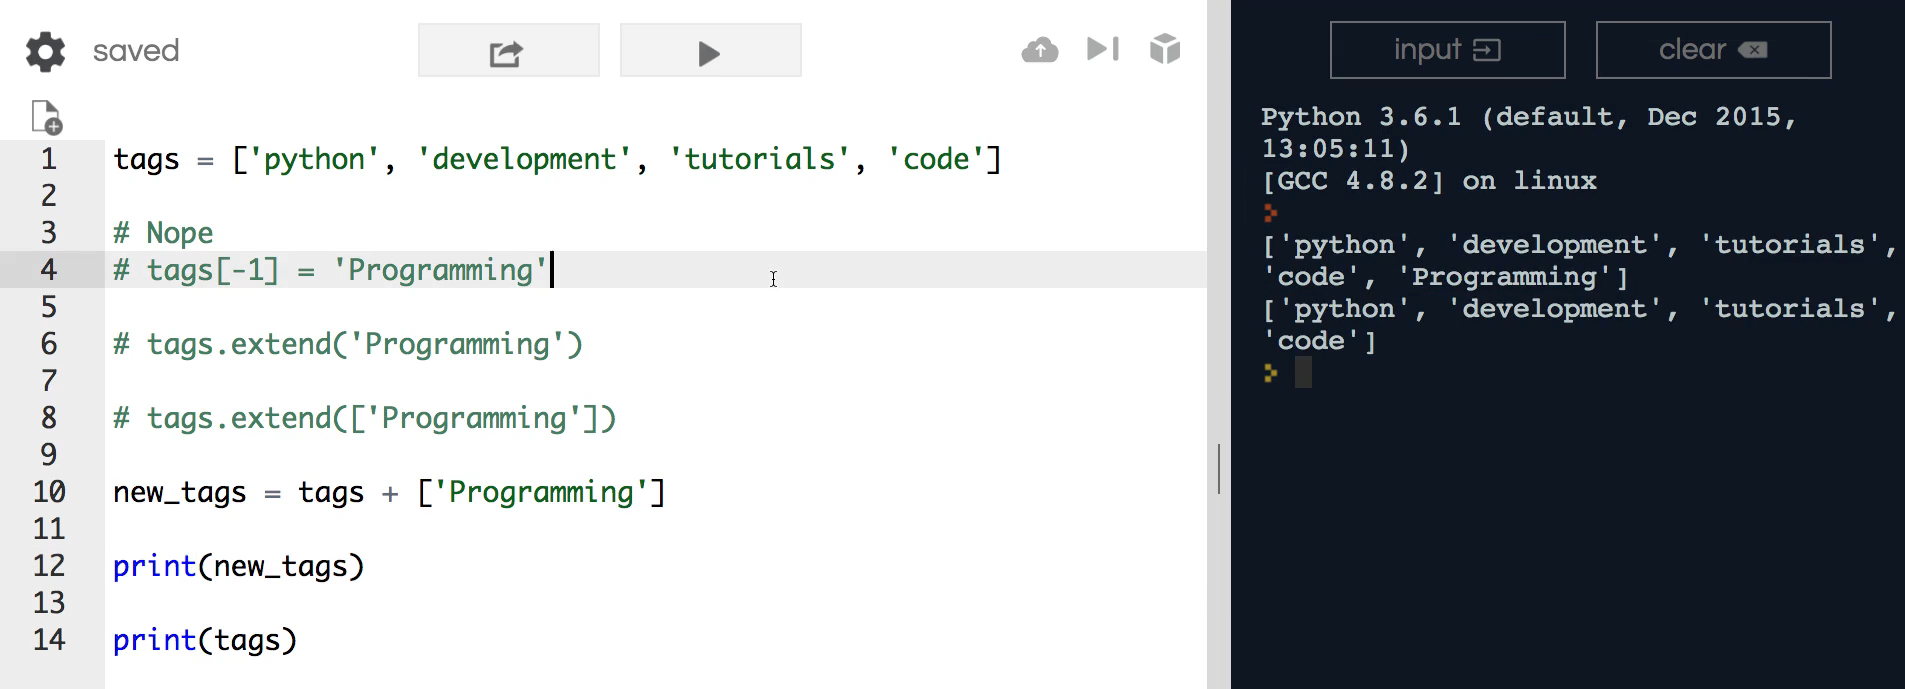 saved
input
clear
1 tags = ['python', 'development', 'tutorials', 'code']
2
3 # Nope
4 # tags[-1] = 'Programming'
5
6 # tags.extend('Programming')
7
8 # tags.extend(['Programming'])
9
10 new_tags = tags + ['Programming']
11
12 print(new_tags)
13
14 print(tags)
Python 3.6.1 (default, Dec 2015,
13:05:11)
[GCC 4.8.2] on linux
['python', 'development', 'tutorials',
'code', 'Programming']
['python', 'development', 'tutorials',
'code']